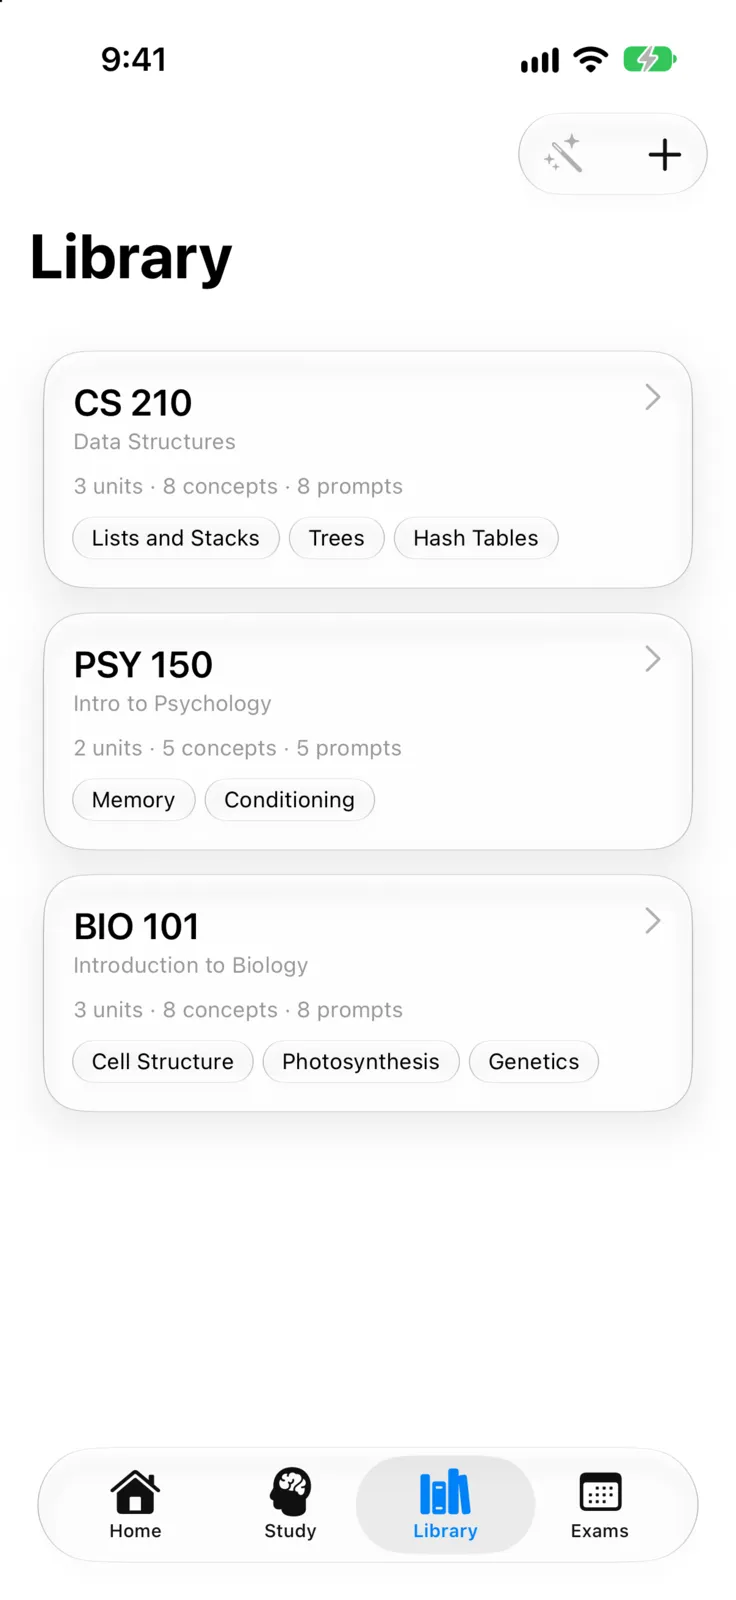 9:41
Library
CS 210
Data Structures
3 units · 8 concepts · 8 prompts
Lists and Stacks Trees Hash Tables
PSY 150
Intro to Psychology
2 units · 5 concepts · 5 prompts
Memory Conditioning
BIO 101
Introduction to Biology
3 units · 8 concepts · 8 prompts
Cell Structure Photosynthesis Genetics
Home Study Library Exams